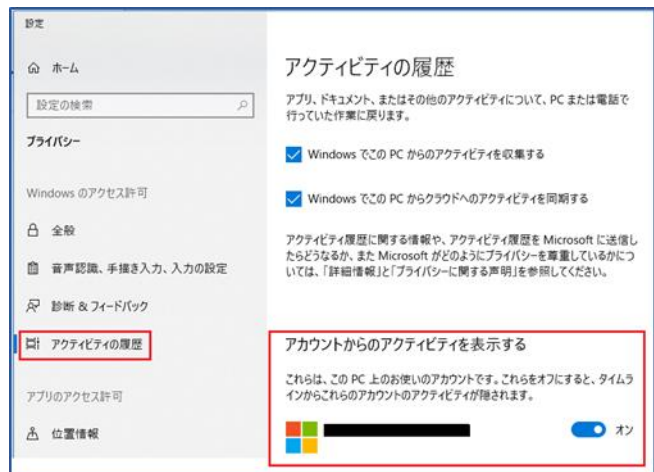 設定
ホーム
設定の検索
プライバシー
Windows のアクセス許可
全般
音声認識、手描き入力、入力の設定
診断 & フィードバック
アクティビティの履歴
アプリのアクセス許可
位置情報
アクティビティの履歴
アプリ、ドキュメント、またはその他のアクティビティについて、PC または電話で
行っていた作業に戻ります。
Windows でこの PC からのアクティビティを収集する
Windows でこの PC からクラウドへのアクティビティを同期する
アクティビティ履歴に関する情報や、アクティビティ履歴を Microsoft に送信し
たらどうなるか、また Microsoft がどのようにプライバシーを尊重しているかにつ
いては、「詳細情報」と「プライバシーに関する声明」を参照してください。
アカウントからのアクティビティを表示する
これらは、この PC 上のお使いのアカウントです。これらをオフにすると、タイムラ
インからこれらのアカウントのアクティビティが隠されます。
オン